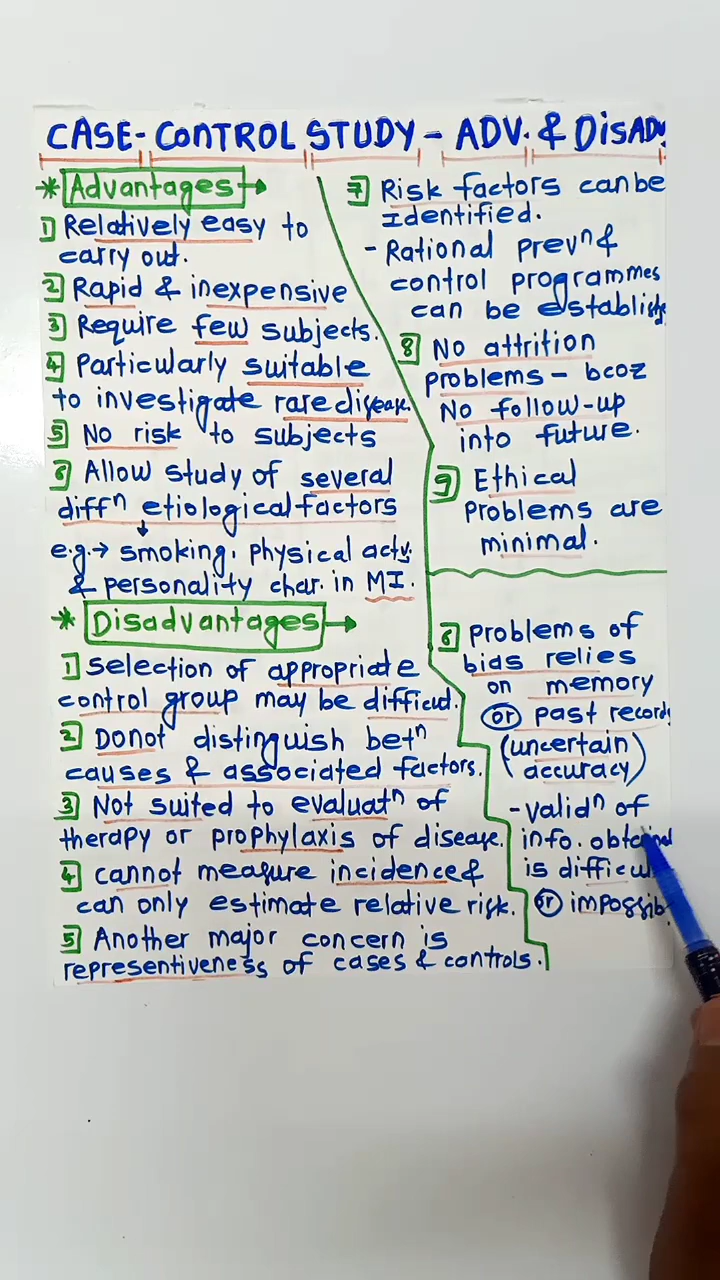 CASE-CONTROL STUDY - ADV. & DISADV.
* Advantages →
1 Relatively easy to
carry out.
2 Rapid & inexpensive
3 Require few subjects.
4 Particularly suitable
to investigate rare disease.
5 No risk to subjects
6 Allow study of several
diffⁿ etiological factors
e.g.→ smoking, physical actv.
& personality char. in MI.
7 Risk factors can be
Identified.
- Rational prevⁿ &
control programmes
can be establish
8 No attrition
problems - bcoz
No follow-up
into future.
9 Ethical
Problems are
minimal.
* Disadvantages →
1 Selection of appropriate
control group may be difficult.
2 Donot distinguish betⁿ
causes & associated factors.
3 Not suited to evaluatⁿ of
therapy or prophylaxis of disease.
4 cannot measure incidence &
can only estimate relative risk.
5 Another major concern is
representiveness of cases & controls.
6 Problems of
bias relies
on memory
or past records
(uncertain
accuracy)
- validⁿ of
info.
is
or